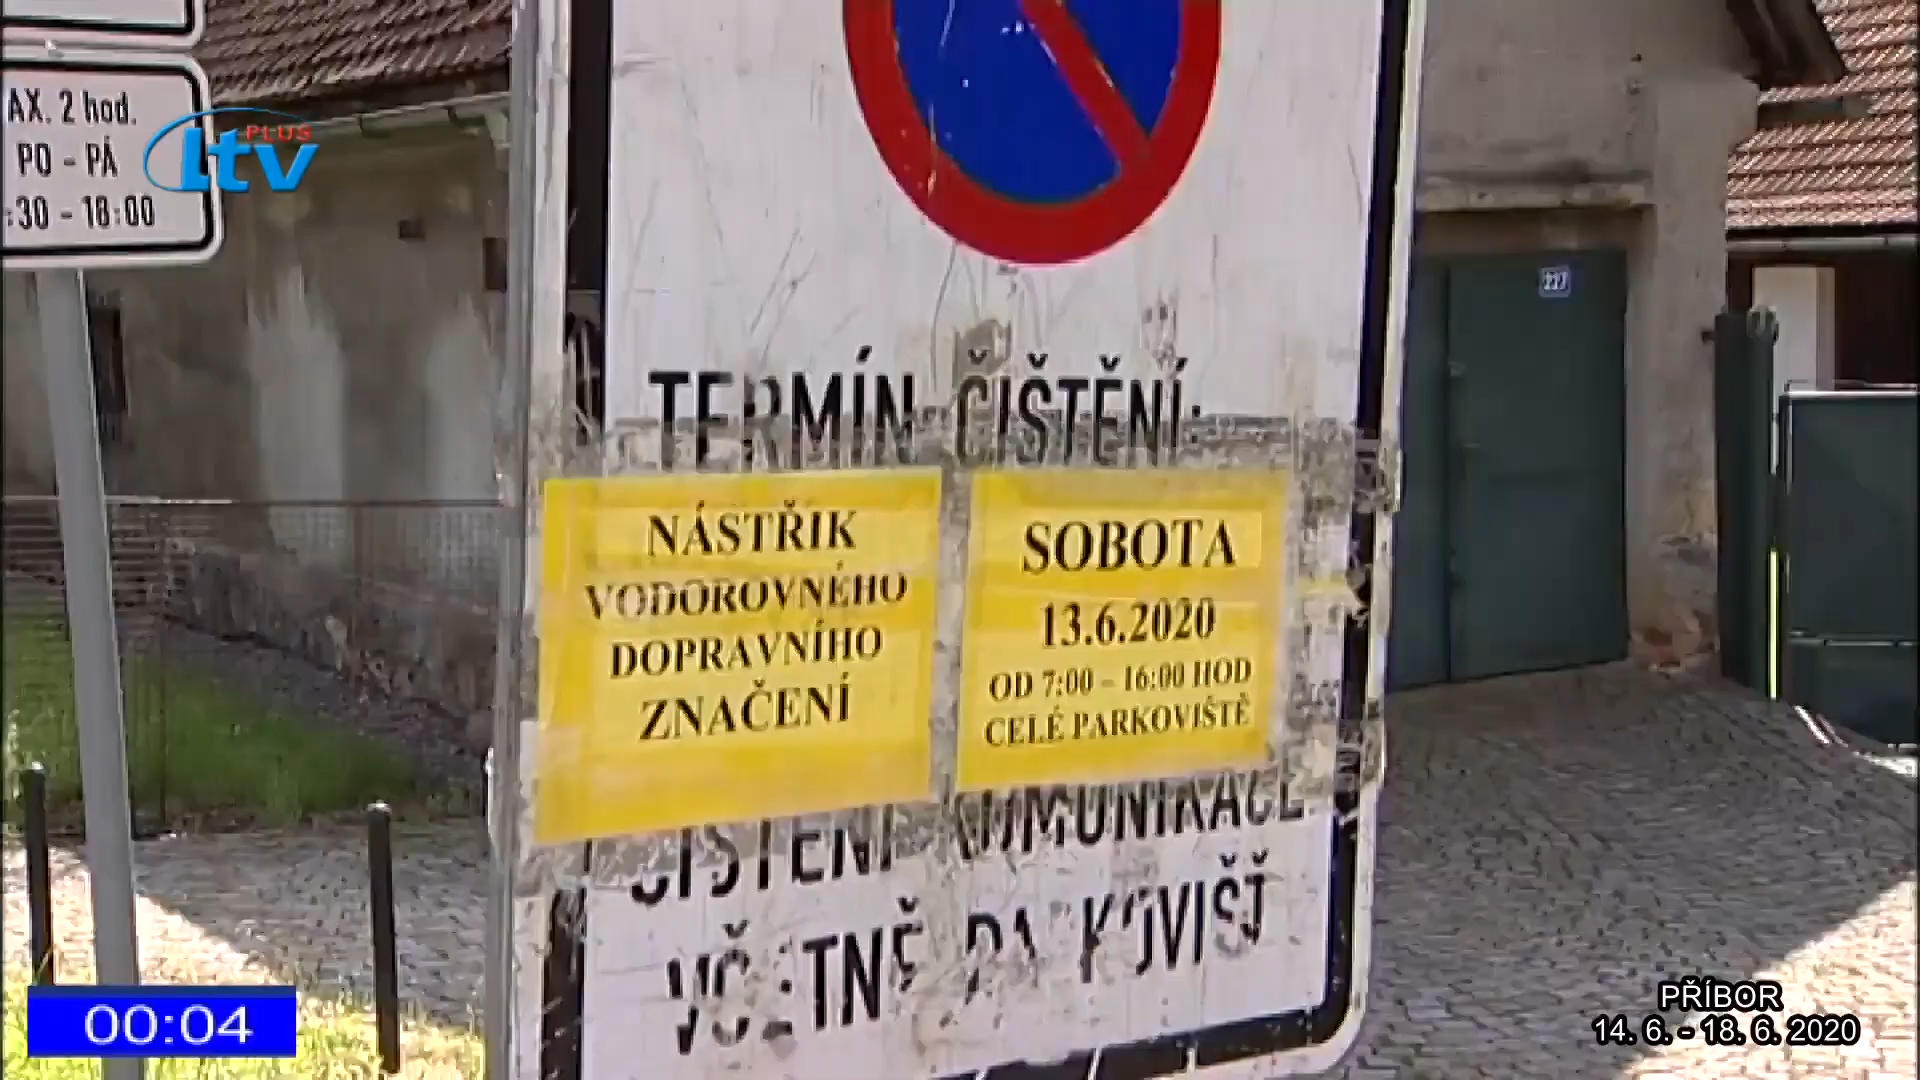 AX. 2 hod.
PO - PÁ
:30 - 18:00
LTV PLUS
227
TERMÍN ČIŠTĚNÍ:
NÁSTŘIK
VODOROVNÉHO
DOPRAVNÍHO
ZNAČENÍ
SOBOTA
13.6.2020
OD 7:00 - 16:00 HOD
CELÉ PARKOVIŠTĚ
ČIŠTĚNÍ KOMUNIKACE
VČETNĚ PARKOVIŠŤ
00:04
PŘÍBOR
14. 6. - 18. 6. 2020